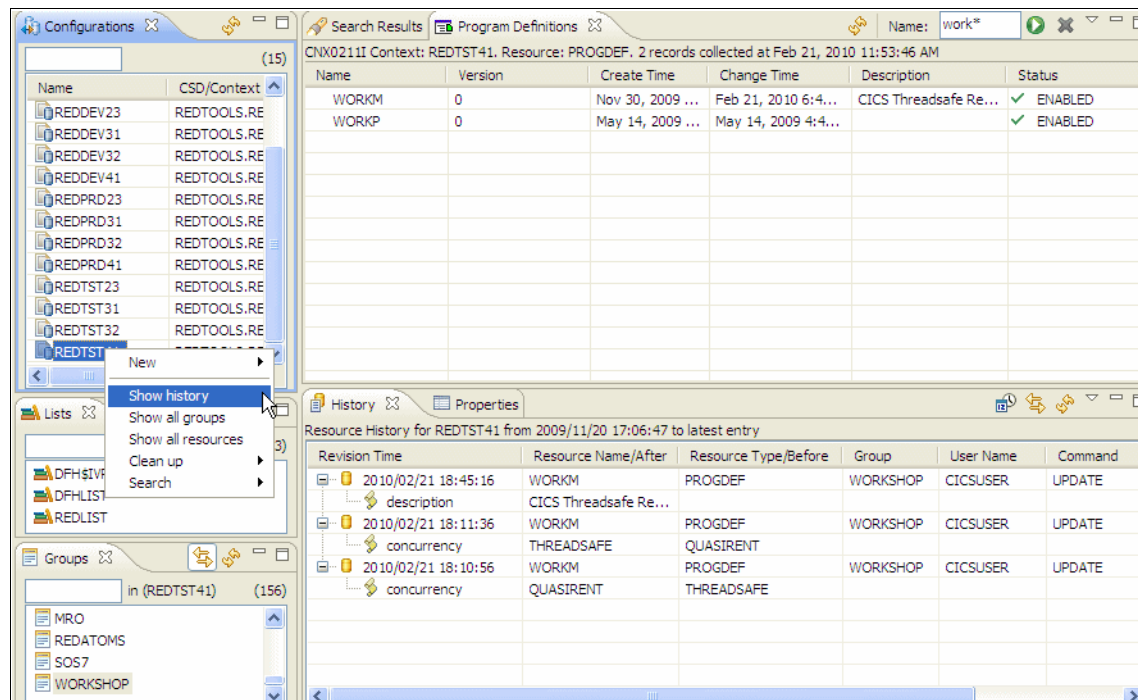 Configurations
(15)
Name CSD/Context
REDDEV23 REDTOOLS.RE
REDDEV31 REDTOOLS.RE
REDDEV32 REDTOOLS.RE
REDDEV41 REDTOOLS.RE
REDPRD23 REDTOOLS.RE
REDPRD31 REDTOOLS.RE
REDPRD32 REDTOOLS.RE
REDPRD41 REDTOOLS.RE
REDTST23 REDTOOLS.RE
REDTST31 REDTOOLS.RE
REDTST32 REDTOOLS.RE
REDTST
New
Show history
Show all groups
Show all resources
Clean up
Search
Lists
3)
DFH$IVP
DFHLIST
REDLIST
Groups
in (REDTST41) (156)
MRO
REDATOMS
SOS7
WORKSHOP
Search Results Program Definitions Name: work*
CNX0211I Context: REDTST41. Resource: PROGDEF. 2 records collected at Feb 21, 2010 11:53:46 AM
Name Version Create Time Change Time Description Status
WORKM 0 Nov 30, 2009 ... Feb 21, 2010 6:4... CICS Threadsafe Re... ENABLED
WORKP 0 May 14, 2009 ... May 14, 2009 4:4... ENABLED
History Properties
Resource History for REDTST41 from 2009/11/20 17:06:47 to latest entry
Revision Time Resource Name/After Resource Type/Before Group User Name Command
2010/02/21 18:45:16 WORKM PROGDEF WORKSHOP CICSUSER UPDATE
description CICS Threadsafe Re...
2010/02/21 18:11:36 WORKM PROGDEF WORKSHOP CICSUSER UPDATE
concurrency THREADSAFE QUASIRENT
2010/02/21 18:10:56 WORKM PROGDEF WORKSHOP CICSUSER UPDATE
concurrency QUASIRENT THREADSAFE